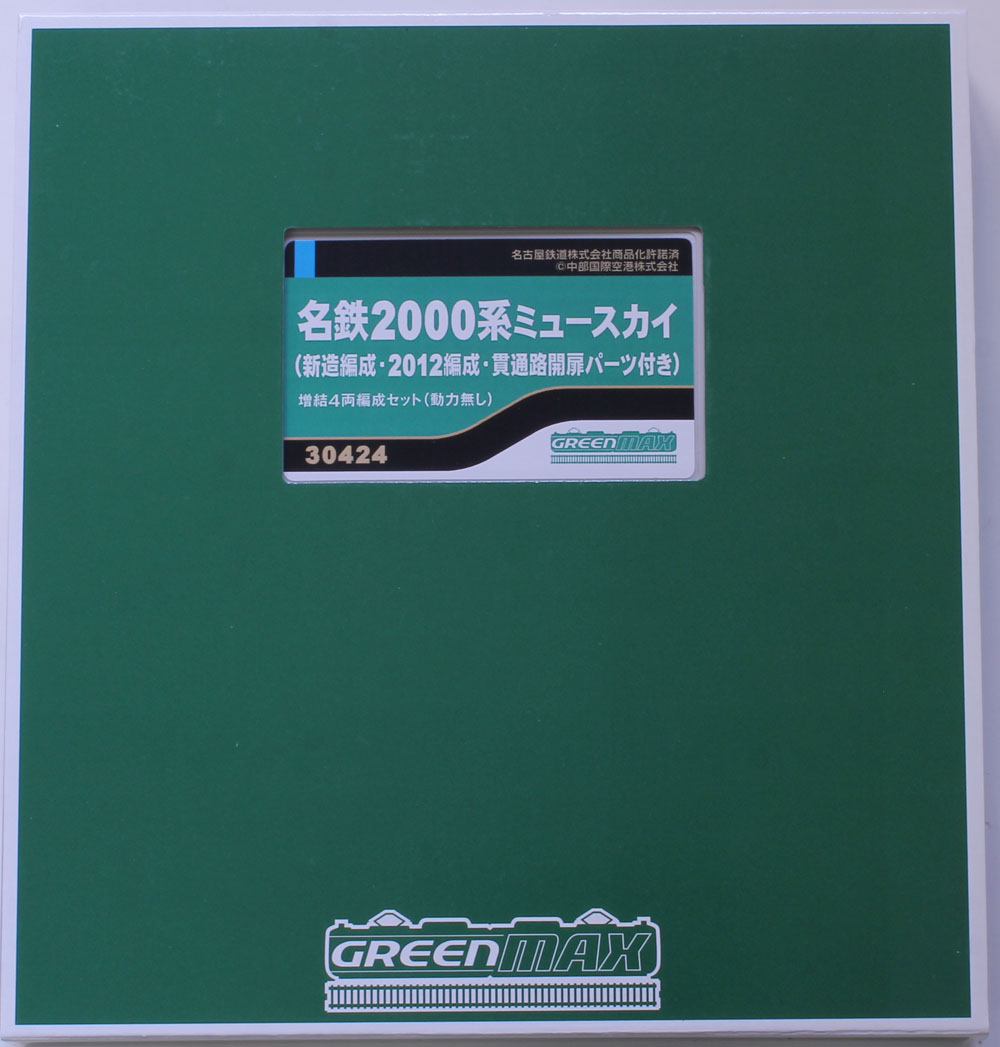 名古屋鉄道株式会社商品化許諾済
©中部国際空港株式会社
名鉄2000系ミュースカイ
(新造編成・2012編成・貫通路開扉パーツ付き)
増結4両編成セット(動力無し)
30424
GREENMAX
GREENMAX